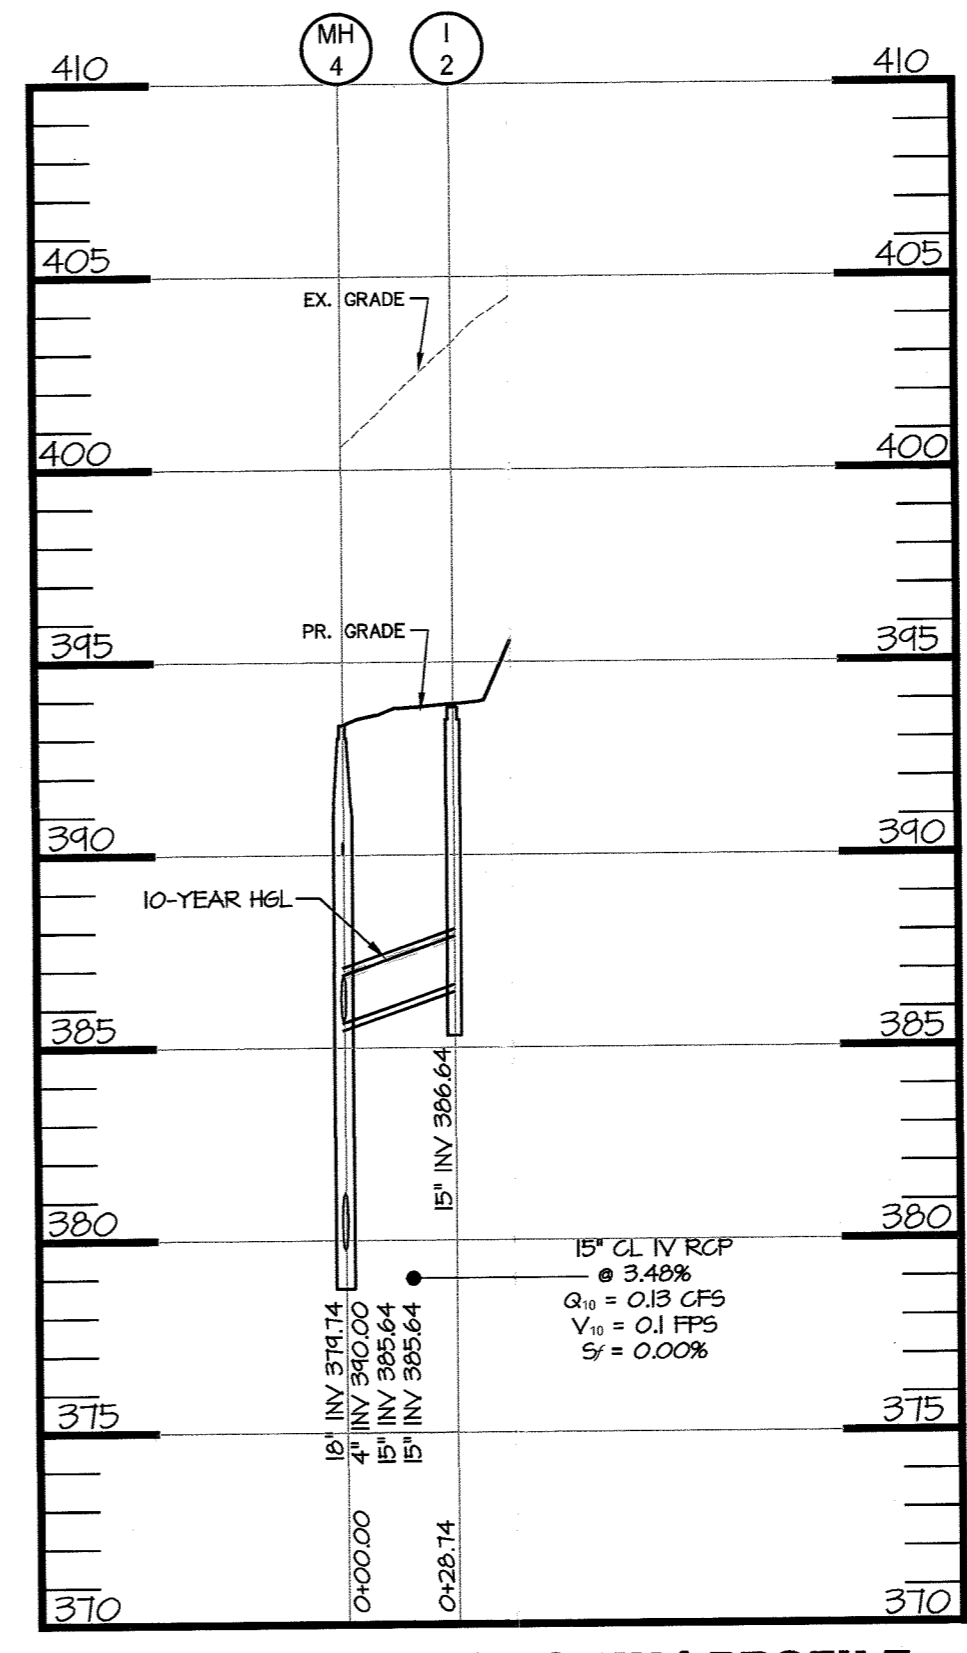 MH
4
I
2
410
410
405
405
EX. GRADE
400
400
PR. GRADE
395
395
390
390
10-YEAR HGL
385
385
15" INV 386.64
380
380
15" CL IV RCP
@ 3.48%
Q10 = 0.13 CFS
V10 = 0.1 FPS
Sf = 0.00%
18" INV 379.74
4" INV 390.00
15" INV 385.64
15" INV 385.64
375
375
0+00.00
0+28.74
370
370
PROFILE